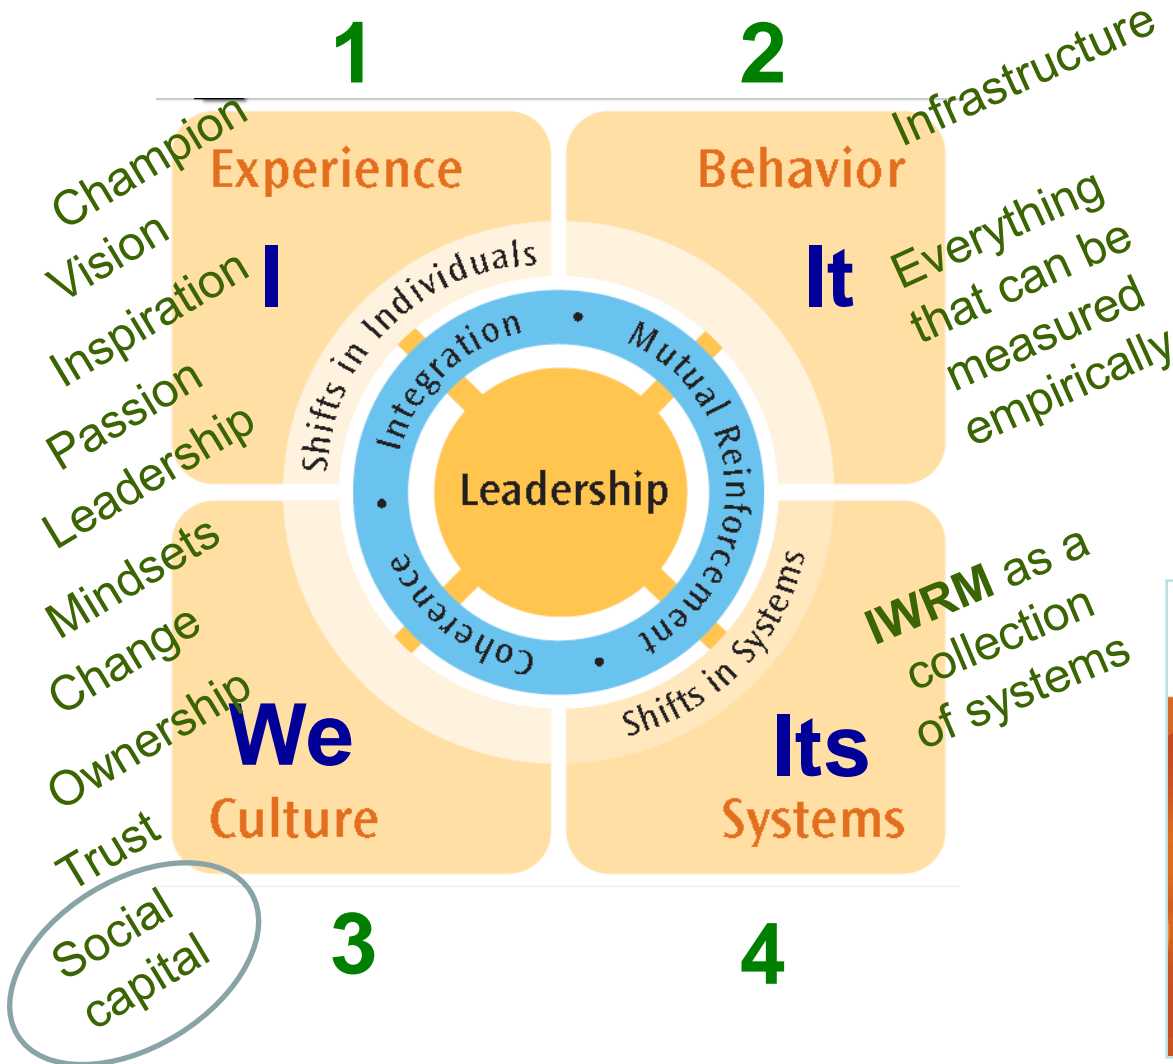 1
2
Champion
Vision
Inspiration
Passion
Leadership
Mindsets
Change
Ownership
Trust
Social
capital
Experience
I
Behavior
It
Infrastructure
Everything
that can be
measured
empirically
Shifts in Individuals
Integration • Mutual Reinforcement • Coherence •
Leadership
Shifts in Systems
IWRM as a
collection
of systems
We
Culture
Its
Systems
3
4